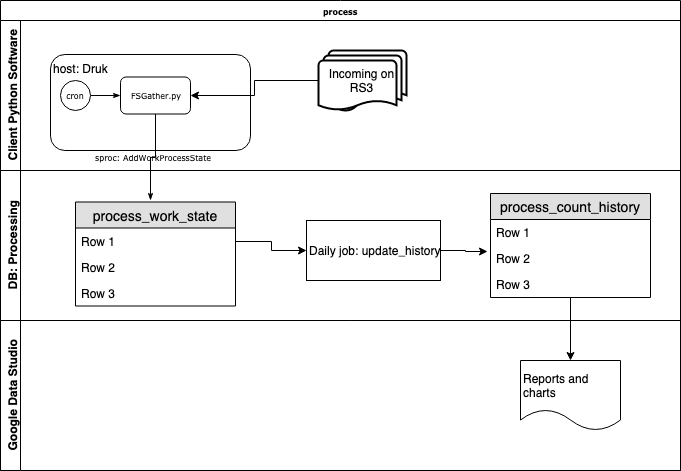 process
Client Python Software
host: Druk
cron
FSGather.py
Incoming on
RS3
sproc: AddWorkProcessState
DB: Processing
process_work_state
Row 1
Row 2
Row 3
Daily job: update_history
process_count_history
Row 1
Row 2
Row 3
Google Data Studio
Reports and
charts